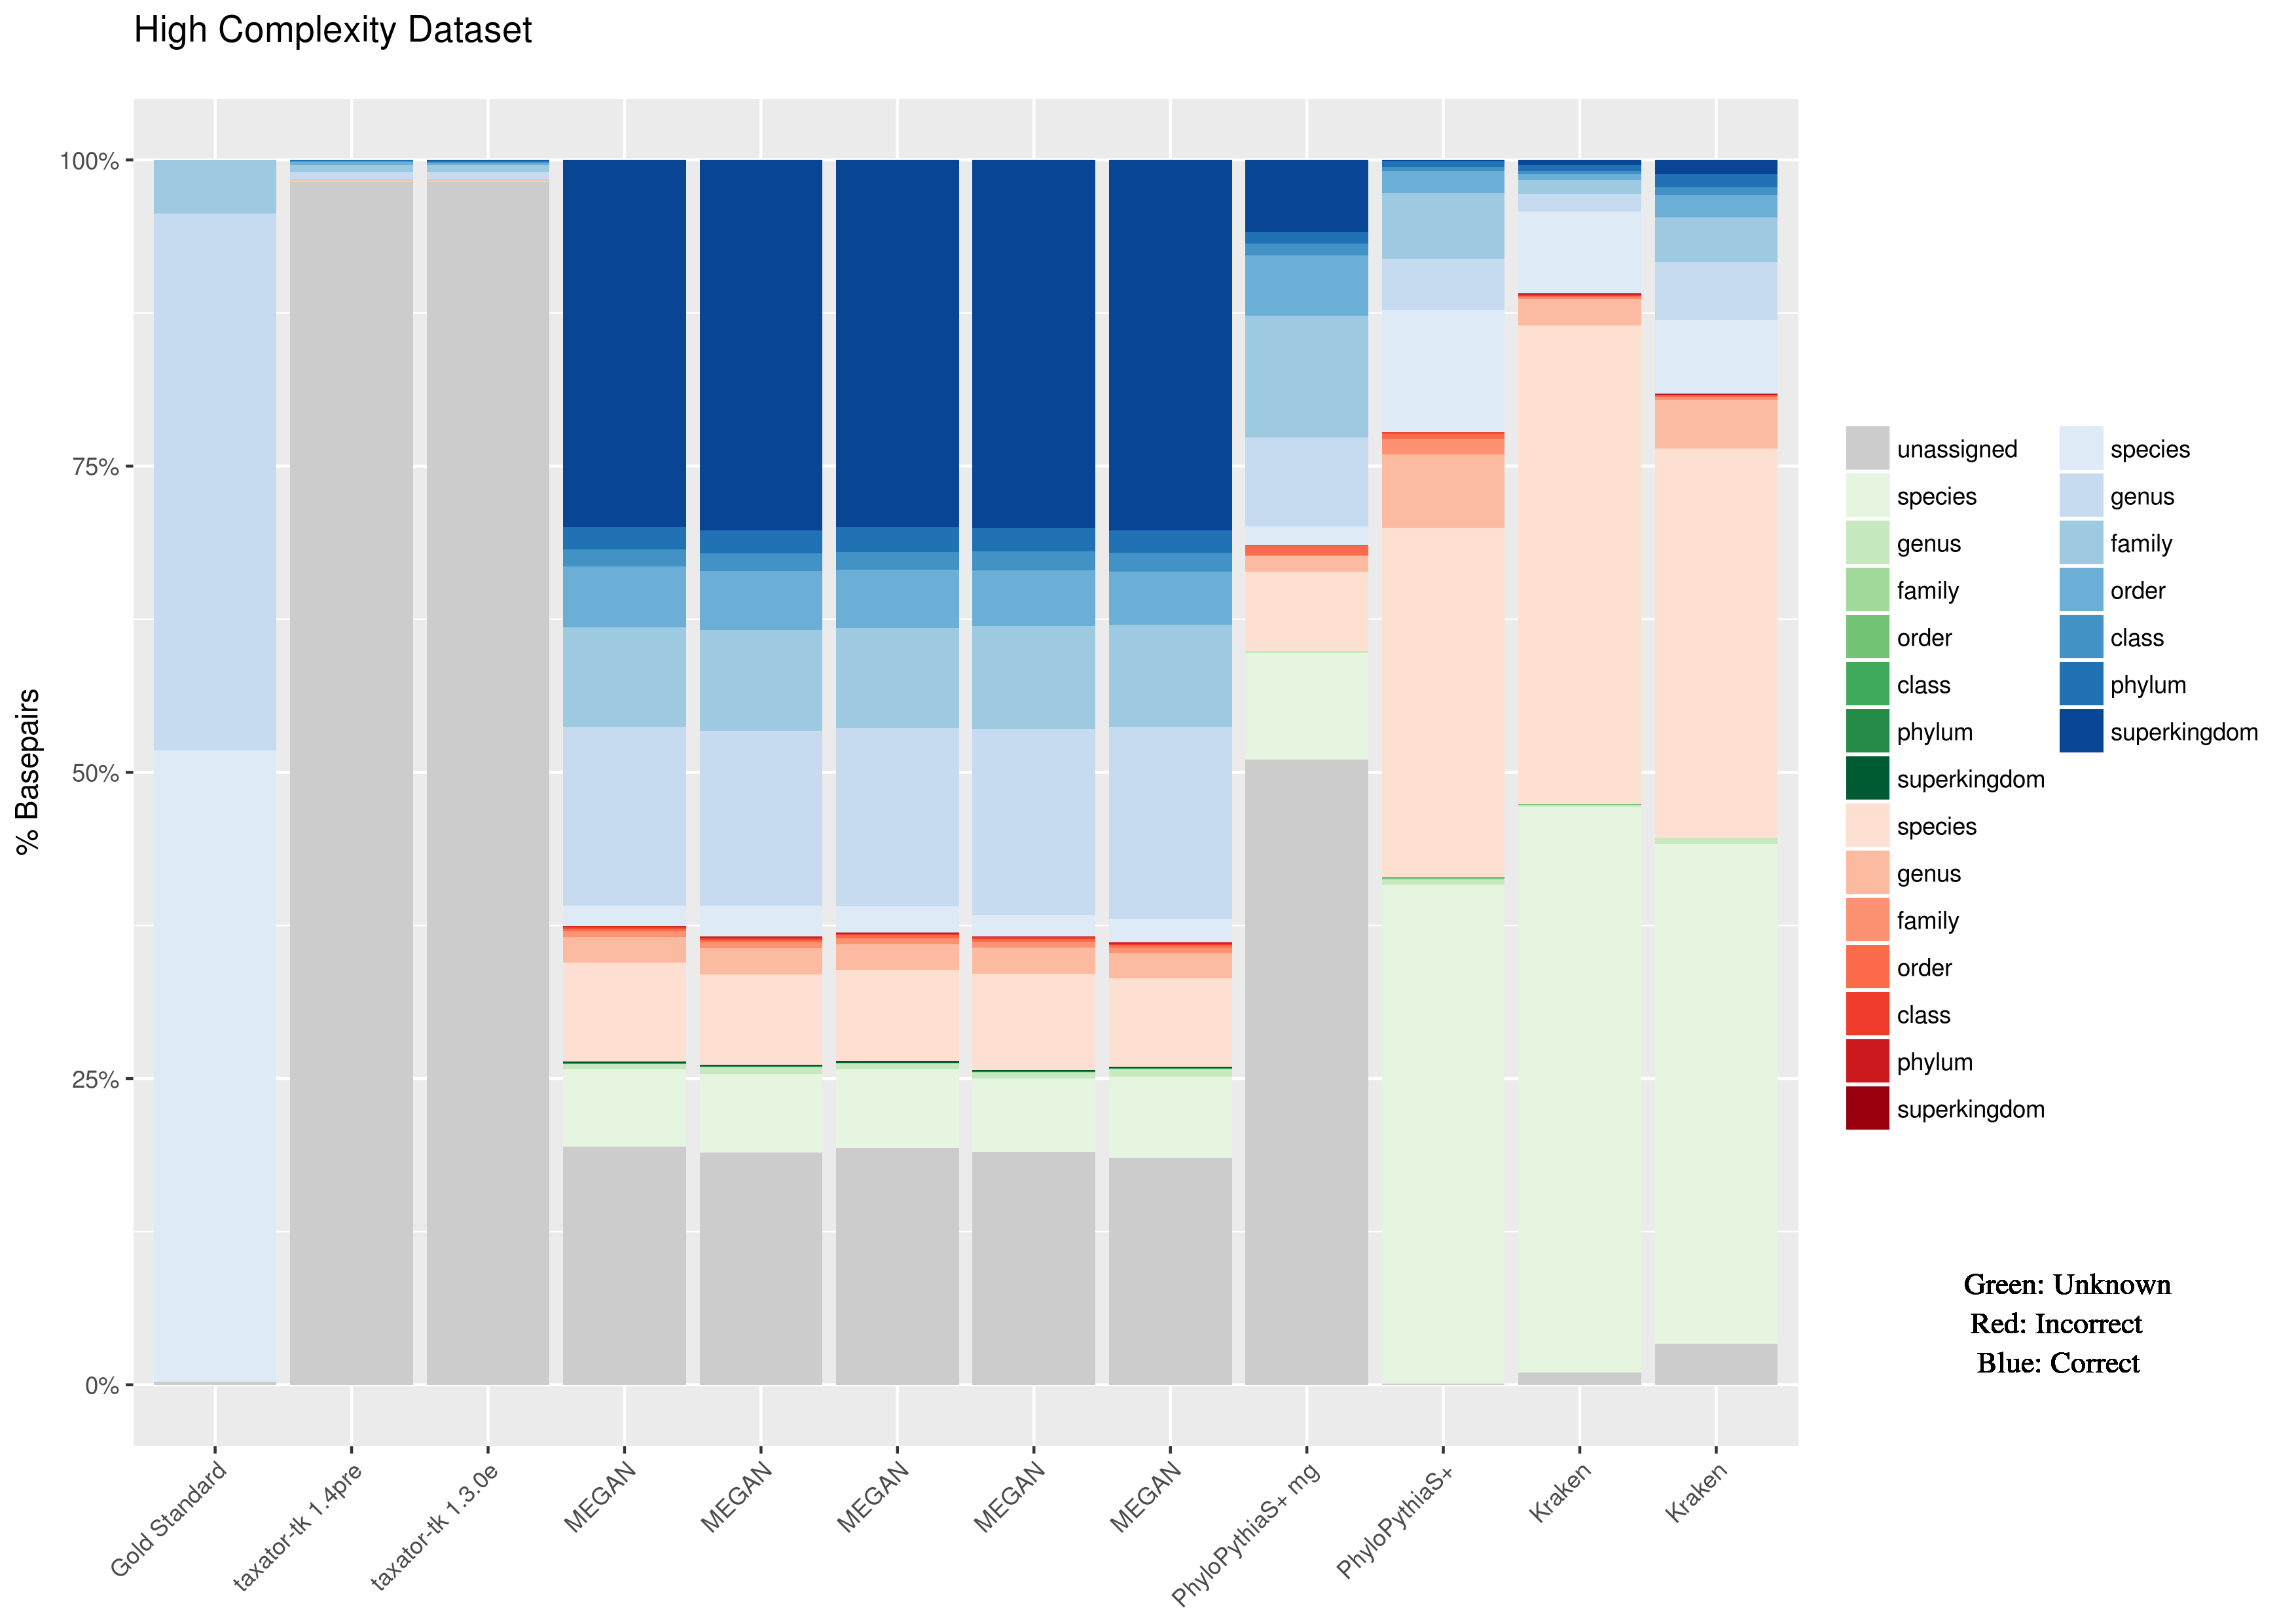 High Complexity Dataset
% Basepairs
100%
75%
50%
25%
0%
Gold Standard
taxator-tk 1.4pre
taxator-tk 1.3.0e
MEGAN
MEGAN
MEGAN
MEGAN
MEGAN
PhyloPythiaS+ mg
PhyloPythiaS+
Kraken
Kraken
unassigned
species
genus
family
order
class
phylum
superkingdom
species
genus
family
order
class
phylum
superkingdom
species
genus
family
order
class
phylum
superkingdom
Green: Unknown
Red: Incorrect
Blue: Correct